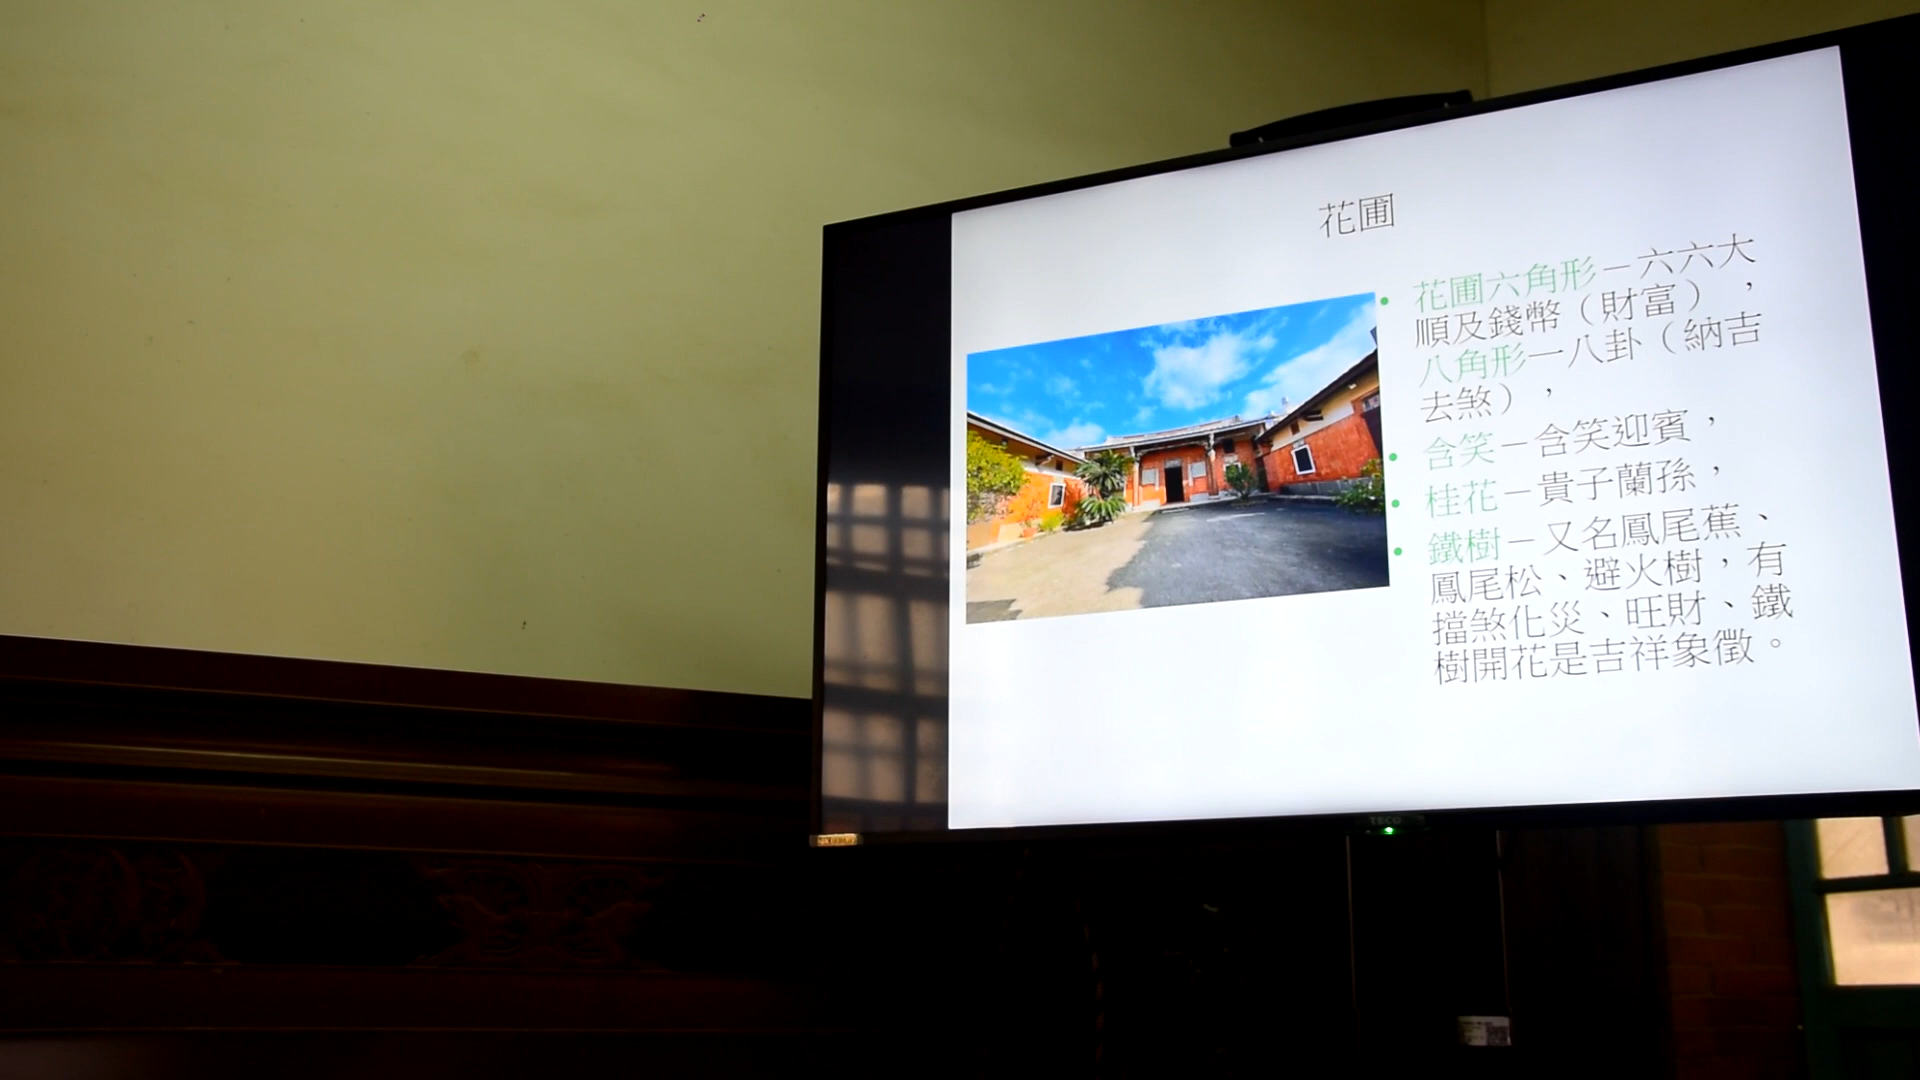 花圃
花圃六角形－六六大
順及錢幣（財富），
八角形一八卦（納吉
去煞），
含笑－含笑迎賓，
桂花－貴子蘭孫，
鐵樹－又名鳳尾蕉、
鳳尾松、避火樹，有
擋煞化災、旺財、鐵
樹開花是吉祥象徵。
TECO